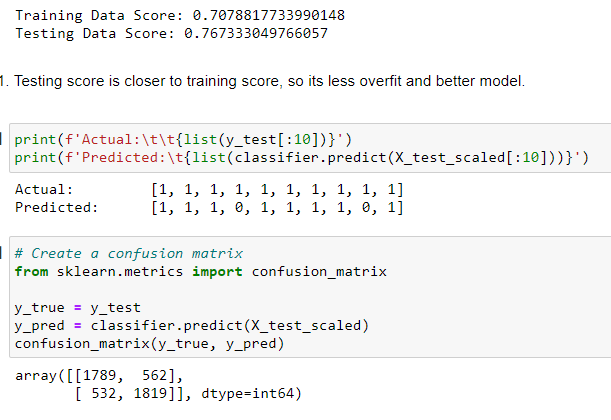 Training Data Score: 0.7078817733990148
Testing Data Score: 0.767333049766057
1. Testing score is closer to training score, so its less overfit and better model.
print(f'Actual:\t\t{list(y_test[:10])}')
print(f'Predicted:\t{list(classifier.predict(X_test_scaled[:10]))}')
Actual:         [1, 1, 1, 1, 1, 1, 1, 1, 1, 1]
Predicted:      [1, 1, 1, 0, 1, 1, 1, 1, 0, 1]
# Create a confusion matrix
from sklearn.metrics import confusion_matrix
y_true = y_test
y_pred = classifier.predict(X_test_scaled)
confusion_matrix(y_true, y_pred)
array([[1789,  562],
       [ 532, 1819]], dtype=int64)